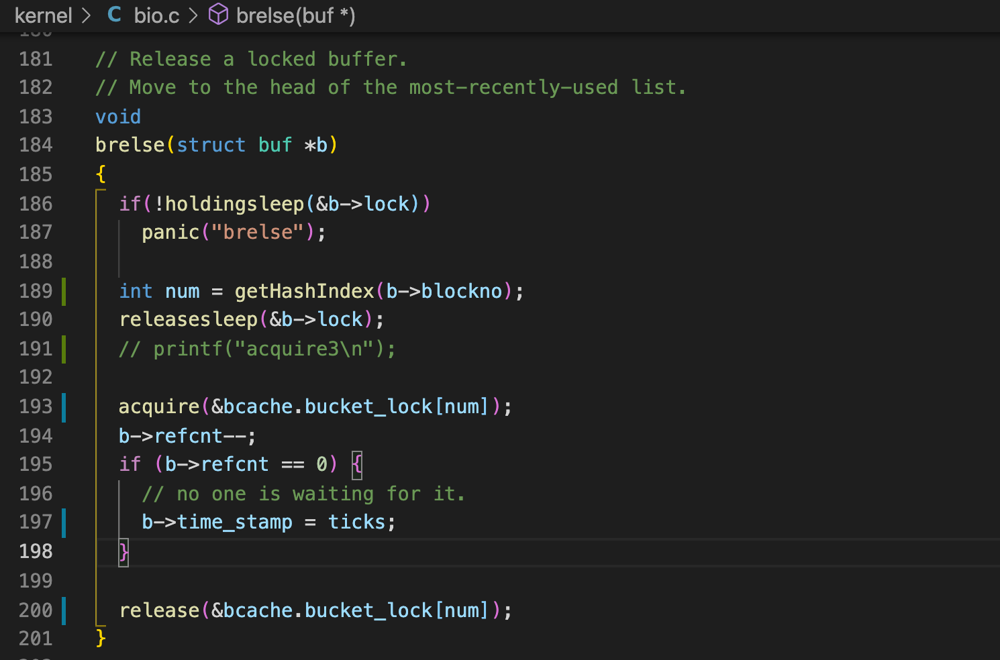 kernel > C bio.c > brelse(buf *)
181 // Release a locked buffer.
182 // Move to the head of the most-recently-used list.
183 void
184 brelse(struct buf *b)
185 {
186   if(!holdingsleep(&b->lock))
187     panic("brelse");
188
189   int num = getHashIndex(b->blockno);
190   releasesleep(&b->lock);
191   // printf("acquire3\n");
192
193   acquire(&bcache.bucket_lock[num]);
194   b->refcnt--;
195   if (b->refcnt == 0) {
196     // no one is waiting for it.
197     b->time_stamp = ticks;
198   }
199
200   release(&bcache.bucket_lock[num]);
201 }